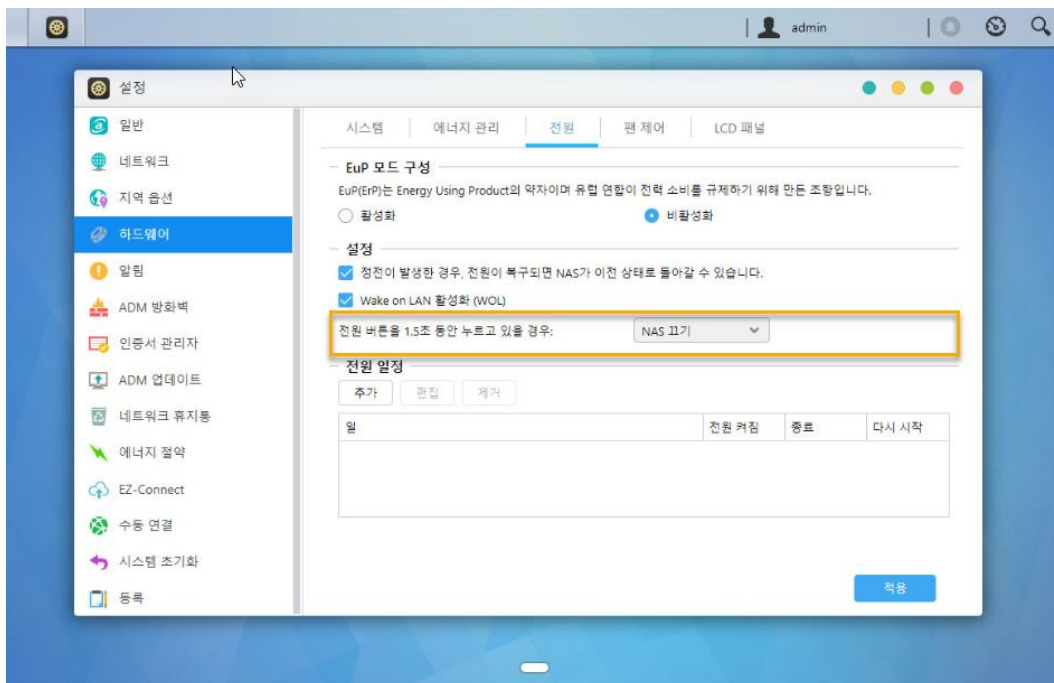 admin
설정
일반
네트워크
지역 옵션
하드웨어
알림
ADM 방화벽
인증서 관리자
ADM 업데이트
네트워크 휴지통
에너지 절약
EZ-Connect
수동 연결
시스템 초기화
등록
시스템 에너지 관리 전원 팬 제어 LCD 패널
EuP 모드 구성
EuP(ErP)는 Energy Using Product의 약자이며 유럽 연합이 전력 소비를 규제하기 위해 만든 조항입니다.
활성화 비활성화
설정
정전이 발생한 경우, 전원이 복구되면 NAS가 이전 상태로 돌아갈 수 있습니다.
Wake on LAN 활성화 (WOL)
전원 버튼을 1.5초 동안 누르고 있을 경우: NAS 끄기
전원 일정
추가 편집 제거
일 전원 켜짐 종료 다시 시작
적용